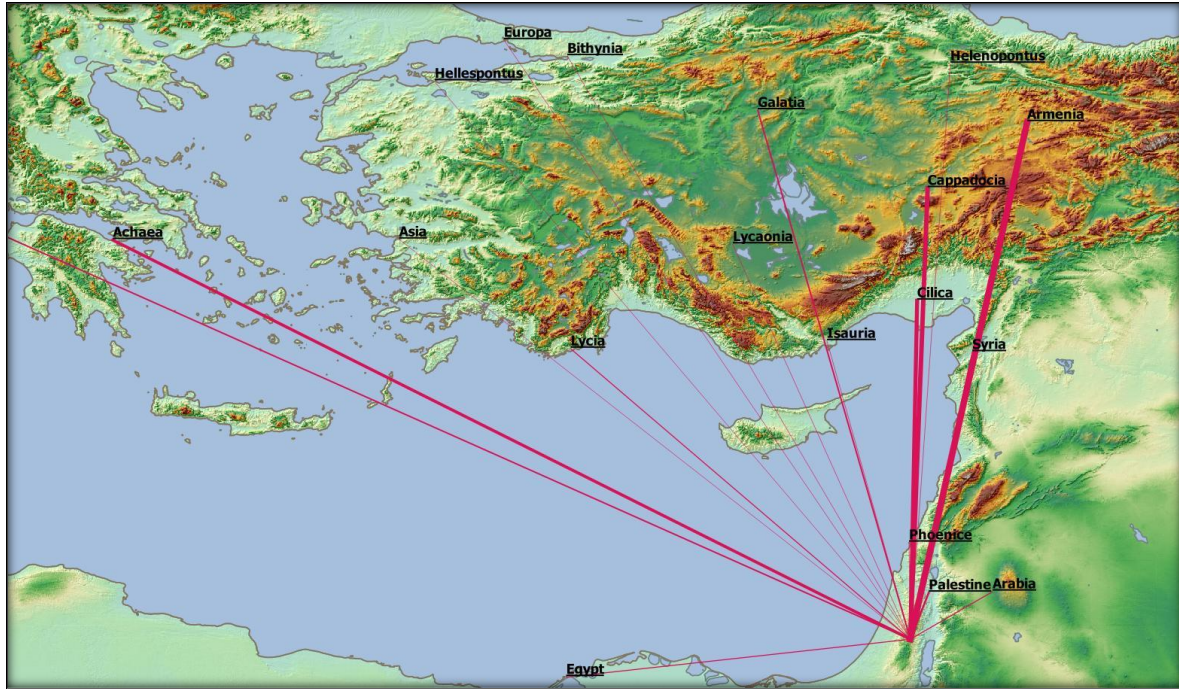 Europa
Bithynia
Helenopontus
Hellespontus
Galatia
Armenia
Cappadocia
Achaea
Asia
Lycaonia
Cilica
Isauria
Lycia
Syria
Phoenice
Palestine
Arabia
Egypt